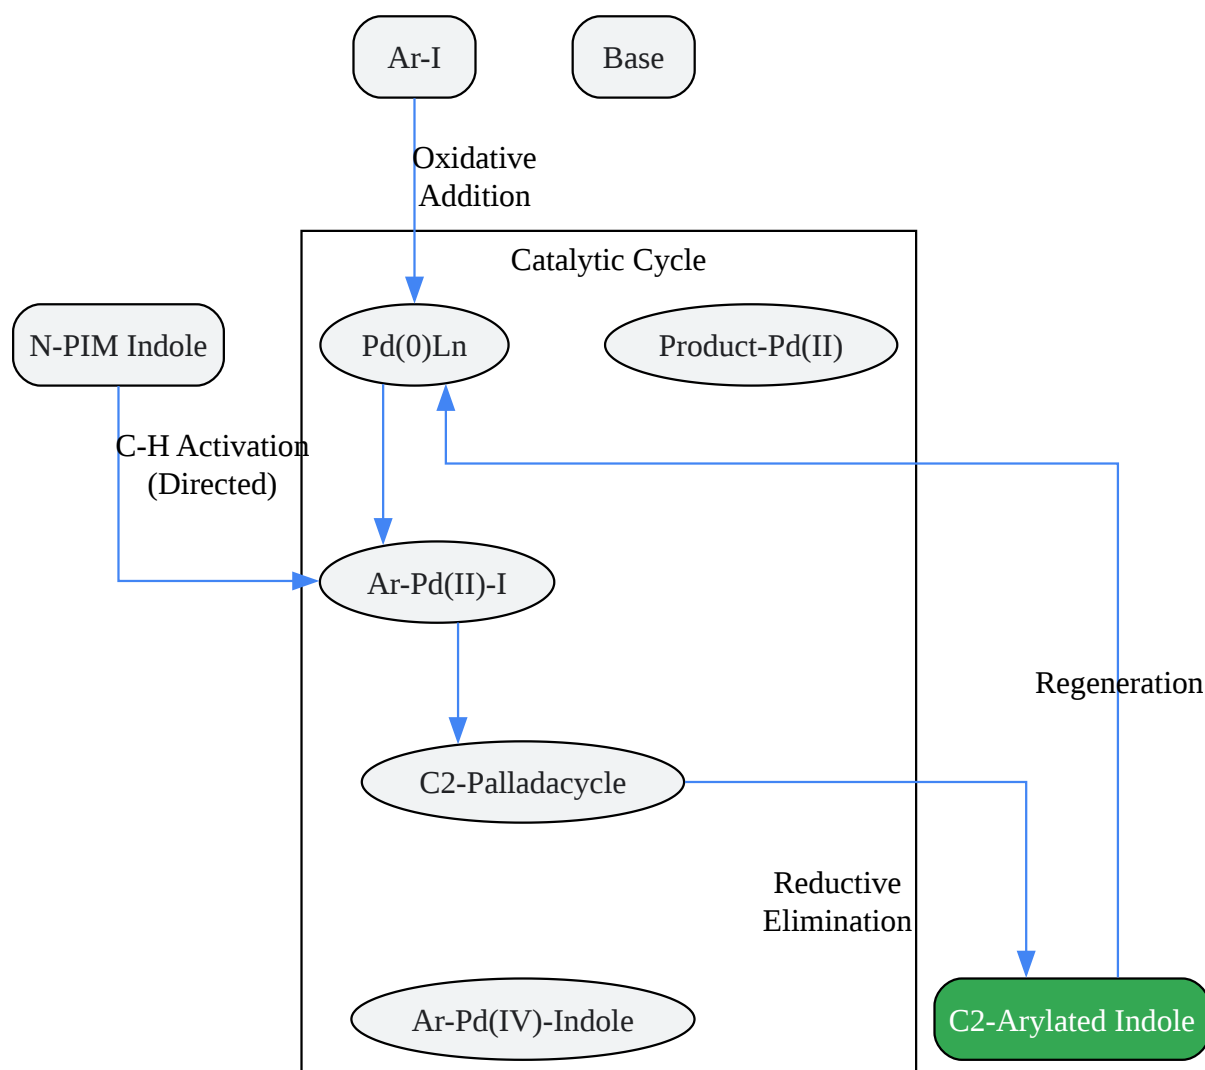 Ar-I
Base
Oxidative
Addition
Catalytic Cycle
N-PIM Indole
Pd(0)Ln
Product-Pd(II)
C-H Activation
(Directed)
Ar-Pd(II)-I
Regeneration
C2-Palladacycle
Reductive
Elimination
Ar-Pd(IV)-Indole
C2-Arylated Indole